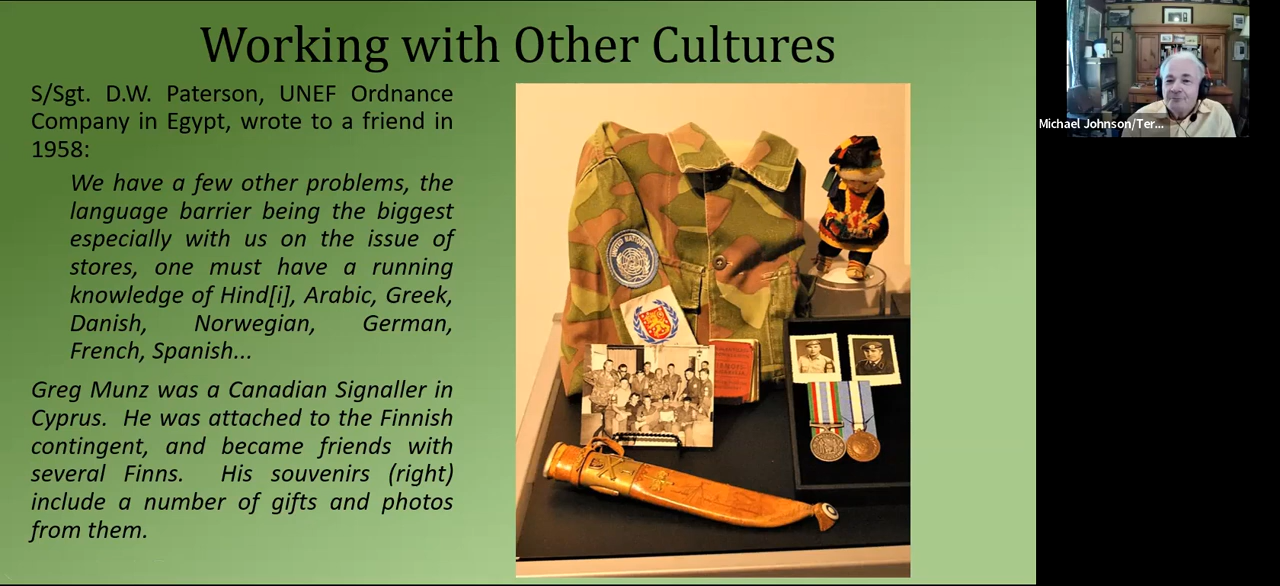 Working with Other Cultures
S/Sgt. D.W. Paterson, UNEF Ordnance
Company in Egypt, wrote to a friend in
1958:
We have a few other problems, the
language barrier being the biggest
especially with us on the issue of
stores, one must have a running
knowledge of Hind[i], Arabic, Greek,
Danish, Norwegian, German,
French, Spanish...
Greg Munz was a Canadian Signaller in
Cyprus. He was attached to the Finnish
contingent, and became friends with
several Finns. His souvenirs (right)
include a number of gifts and photos
from them.
UNITED NATIONS
Michael Johnson/Ter...